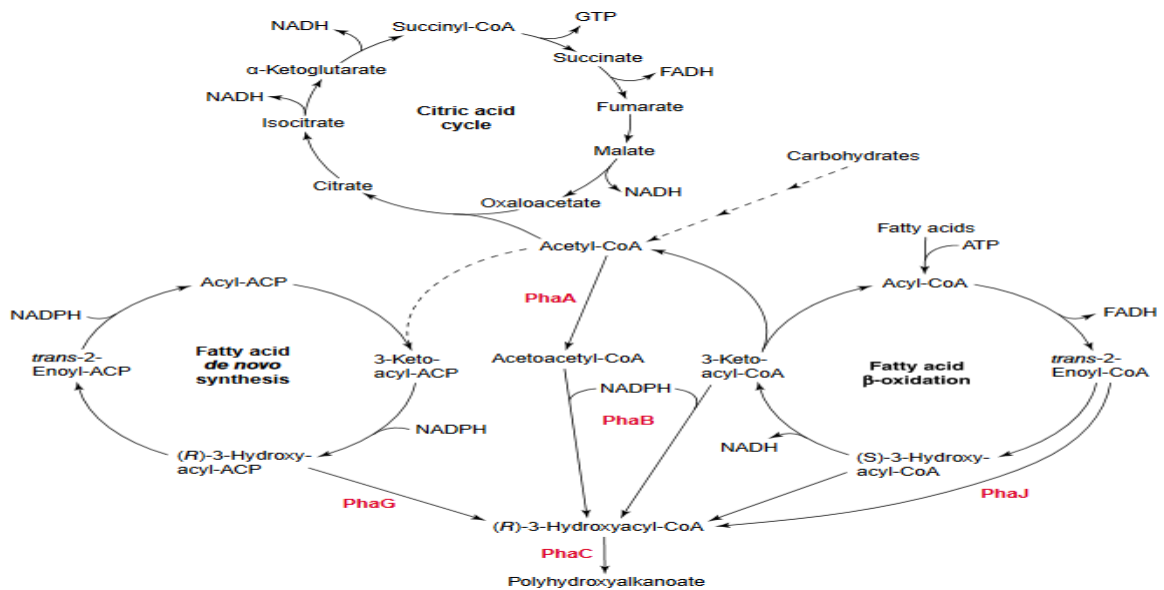 GTP
NADH
Succinyl-CoA
Succinate
α-Ketoglutarate
FADH
NADH
Fumarate
Citric acid
cycle
Isocitrate
Malate
Carbohydrates
Citrate
NADH
Oxaloacetate
Fatty acids
Acetyl-CoA
ATP
Acyl-ACP
Acyl-CoA
PhaA
NADPH
FADH
trans-2-
Enoyl-ACP
Fatty acid
de novo
synthesis
3-Keto-
acyl-ACP
Acetoacetyl-CoA
3-Keto-
acyl-CoA
Fatty acid
β-oxidation
trans-2-
Enoyl-CoA
NADPH
PhaB
NADPH
NADH
(R)-3-Hydroxy-
acyl-ACP
(S)-3-Hydroxy-
acyl-CoA
PhaG
PhaJ
(R)-3-Hydroxyacyl-CoA
PhaC
Polyhydroxyalkanoate